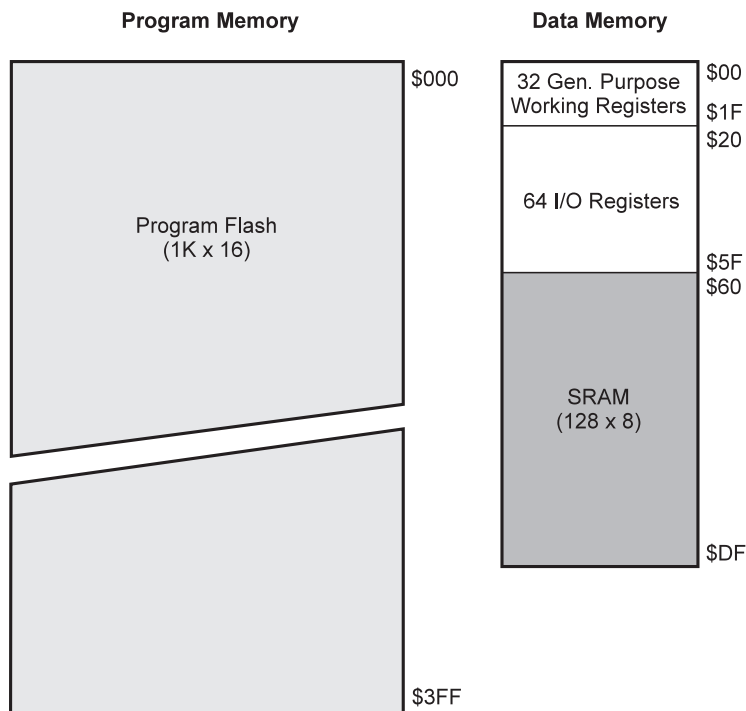 Program Memory
$000
Program Flash
(1K x 16)
$3FF
Data Memory
32 Gen. Purpose
Working Registers
$00
$1F
$20
64 I/O Registers
$5F
$60
SRAM
(128 x 8)
$DF